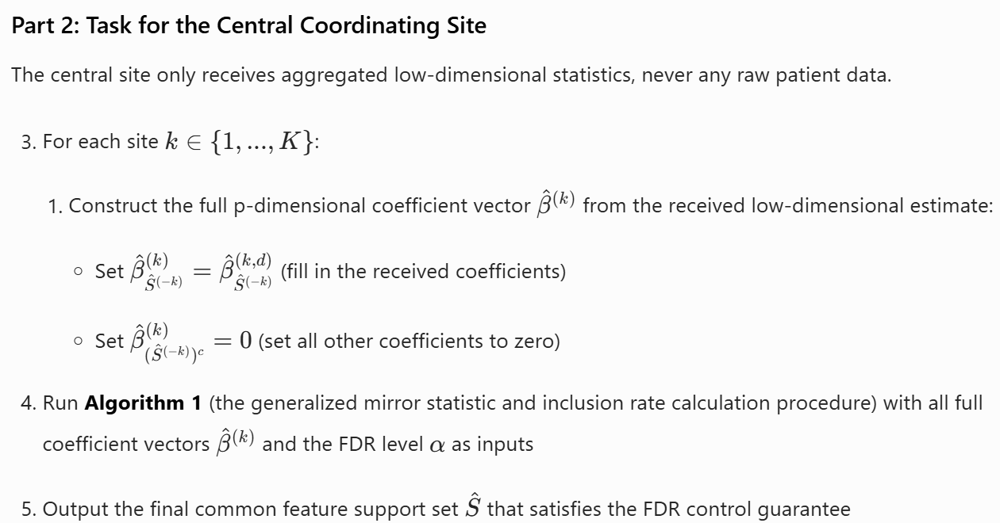 Part 2: Task for the Central Coordinating Site
The central site only receives aggregated low-dimensional statistics, never any raw patient data.
3. For each site $k \in \{1, ..., K\}$:
1. Construct the full p-dimensional coefficient vector $\hat{\beta}^{(k)}$ from the received low-dimensional estimate:
○ Set $\hat{\beta}^{(k)}_{\hat{S}^{(-k)}} = \hat{\beta}^{(k,d)}_{\hat{S}^{(-k)}}$ (fill in the received coefficients)
○ Set $\hat{\beta}^{(k)}_{(\hat{S}^{(-k)})^c} = 0$ (set all other coefficients to zero)
4. Run Algorithm 1 (the generalized mirror statistic and inclusion rate calculation procedure) with all full
coefficient vectors $\hat{\beta}^{(k)}$ and the FDR level $\alpha$ as inputs
5. Output the final common feature support set $\hat{S}$ that satisfies the FDR control guarantee